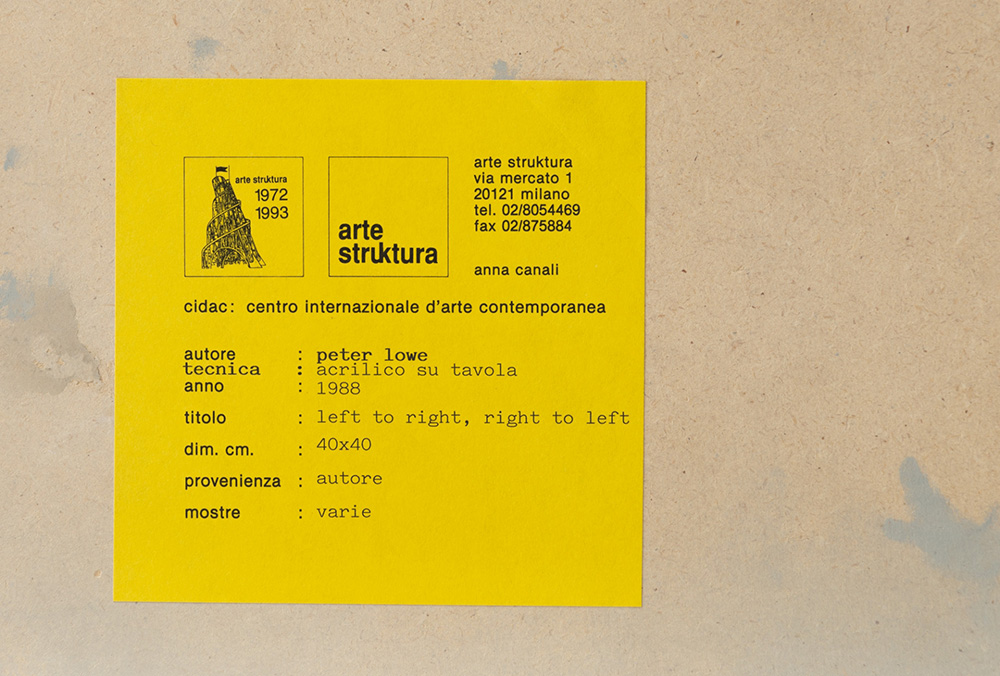 arte struktura
1972
1993
arte
struktura
arte struktura
via mercato 1
20121 milano
tel. 02/8054469
fax 02/875884
anna canali
cidac: centro internazionale d'arte contemporanea
autore : peter lowe
tecnica : acrilico su tavola
anno : 1988
titolo : left to right, right to left
dim. cm. : 40x40
provenienza : autore
mostre : varie